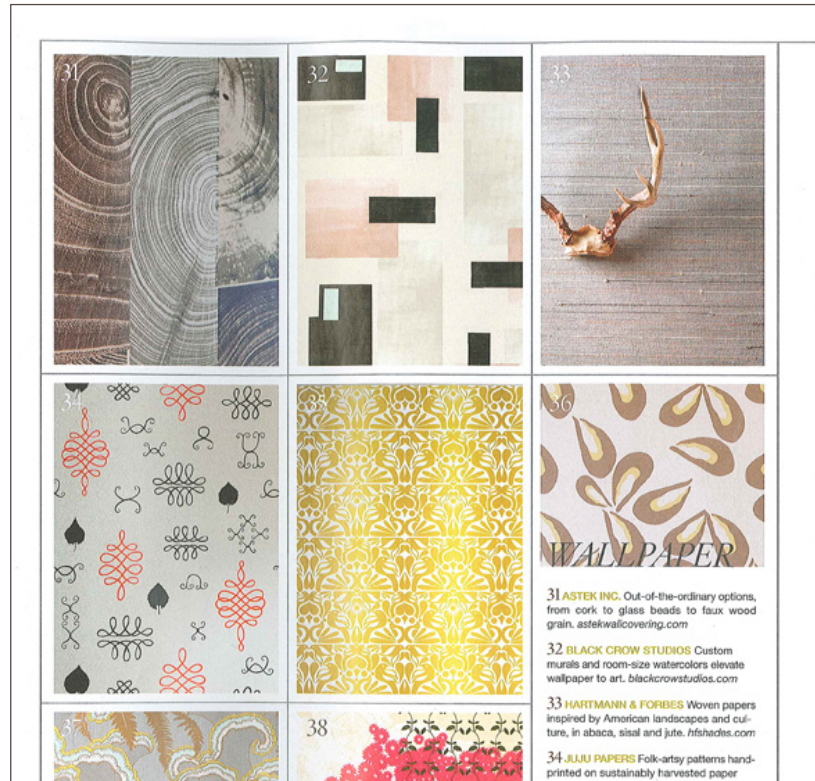 31
32
33
34
35
36
WALLPAPER
31 ASTEK INC. Out-of-the-ordinary options,
from cork to glass beads to faux wood
grain. astekwallcovering.com
32 BLACK CROW STUDIOS Custom
murals and room-size watercolors elevate
wallpaper to art. blackcrowstudios.com
33 HARTMANN & FORBES Woven papers
inspired by American landscapes and cul-
ture, in abaca, sisal and jute. hfshades.com
34 JUJU PAPERS Folk-artsy patterns hand-
printed on sustainably harvested paper
37
38